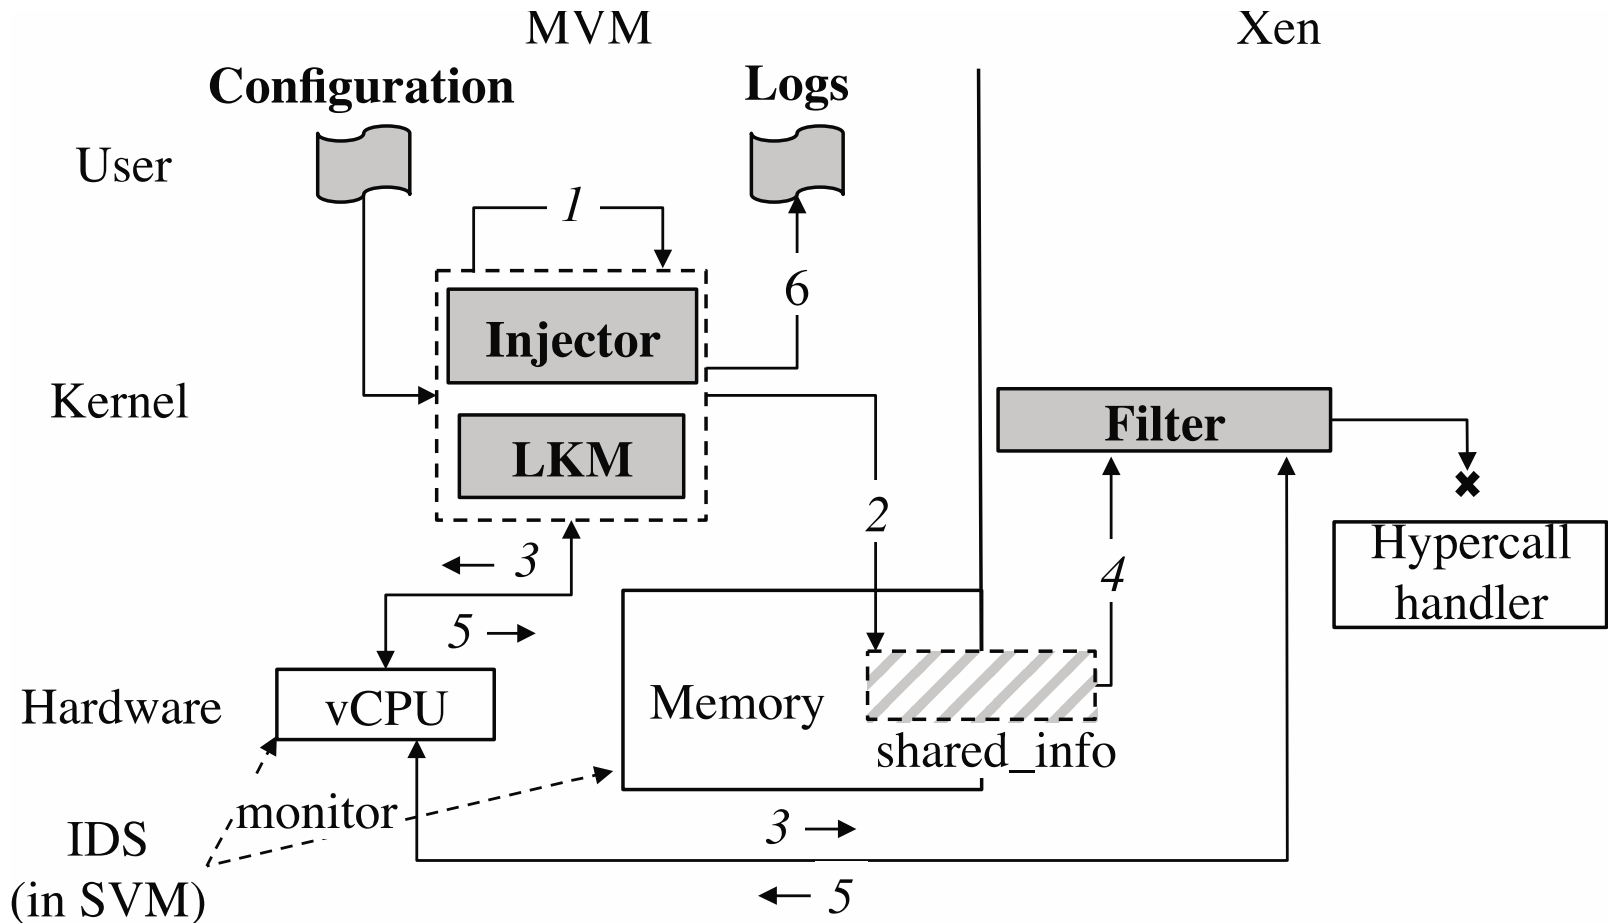 MVM
Xen
Configuration
Logs
User
1
6
Injector
Kernel
Filter
LKM
2
Hypercall
handler
3
4
5
Hardware
vCPU
Memory
shared_info
monitor
3
IDS
(in SVM)
5